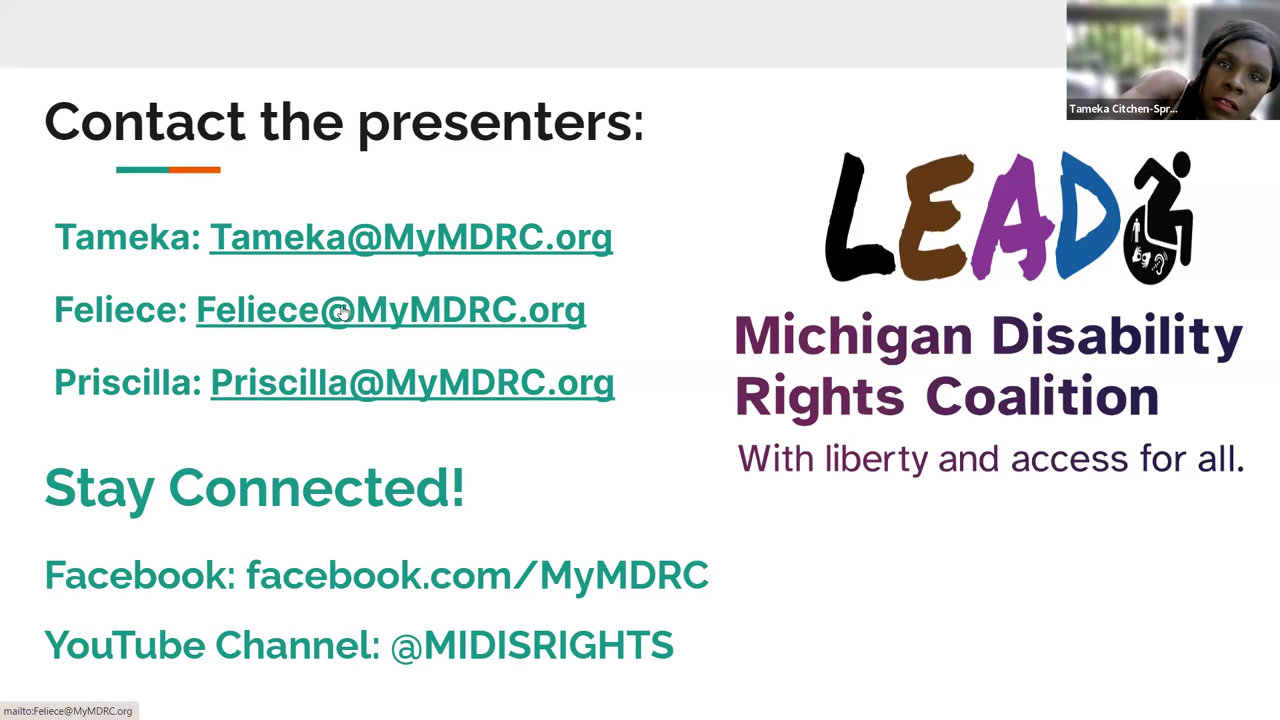 Contact the presenters:
Tameka Citchen-Spr...
LEAD
Tameka: Tameka@MyMDRC.org
Feliece: Feliece@MyMDRC.org
Priscilla: Priscilla@MyMDRC.org
Michigan Disability
Rights Coalition
With liberty and access for all.
Stay Connected!
Facebook: facebook.com/MyMDRC
YouTube Channel: @MIDISRIGHTS
mailto:Feliece@MyMDRC.org